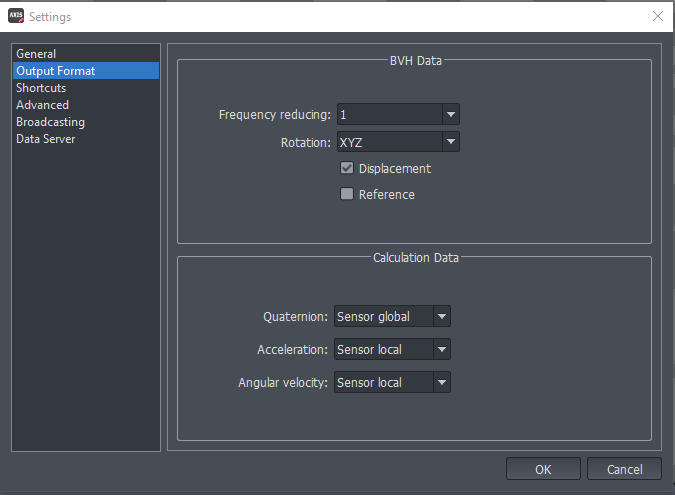 AXIS
Settings
General
Output Format
Shortcuts
Advanced
Broadcasting
Data Server
BVH Data
Frequency reducing: 1
Rotation: XYZ
Displacement
Reference
Calculation Data
Quaternion: Sensor global
Acceleration: Sensor local
Angular velocity: Sensor local
OK Cancel